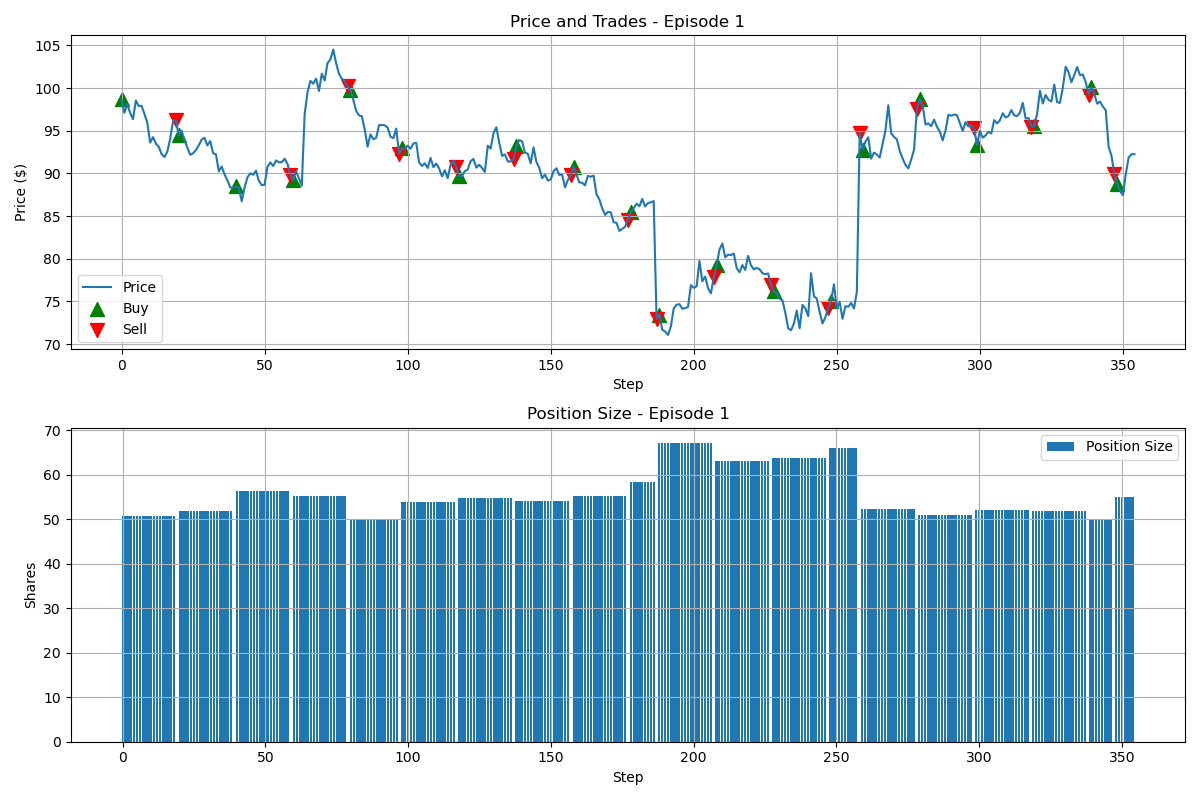 Price and Trades - Episode 1
105
100
95
90
85
80
75
70
Price ($)
Price
Buy
Sell
0 50 100 150 200 250 300 350
Step
Position Size - Episode 1
70
60
50
40
30
20
10
0
Shares
Position Size
0 50 100 150 200 250 300 350
Step